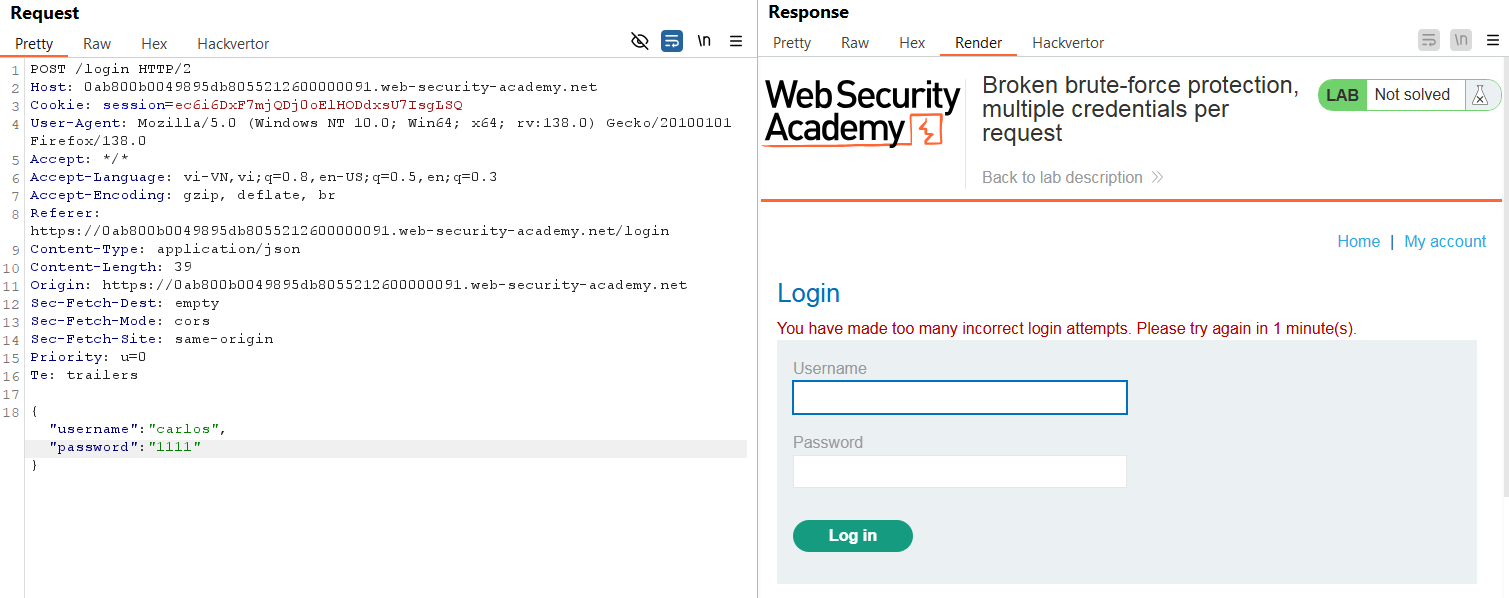 Request
Pretty Raw Hex Hackvertor
\n
1 POST /login HTTP/2
2 Host: 0ab800b0049895db8055212600000091.web-security-academy.net
3 Cookie: session=ec6i6DxF7mjQDj0oElHODdxsU7IsgLSQ
4 User-Agent: Mozilla/5.0 (Windows NT 10.0; Win64; x64; rv:138.0) Gecko/20100101
Firefox/138.0
5 Accept: */*
6 Accept-Language: vi-VN,vi;q=0.8,en-US;q=0.5,en;q=0.3
7 Accept-Encoding: gzip, deflate, br
8 Referer:
https://0ab800b0049895db8055212600000091.web-security-academy.net/login
9 Content-Type: application/json
10 Content-Length: 39
11 Origin: https://0ab800b0049895db8055212600000091.web-security-academy.net
12 Sec-Fetch-Dest: empty
13 Sec-Fetch-Mode: cors
14 Sec-Fetch-Site: same-origin
15 Priority: u=0
16 Te: trailers
17
18 {
"username":"carlos",
"password":"1111"
}
Response
Pretty Raw Hex Render Hackvertor
\n
WebSecurity
Academy
Broken brute-force protection,
multiple credentials per
request
LAB Not solved
Back to lab description
Home | My account
Login
You have made too many incorrect login attempts. Please try again in 1 minute(s).
Username
Password
Log in